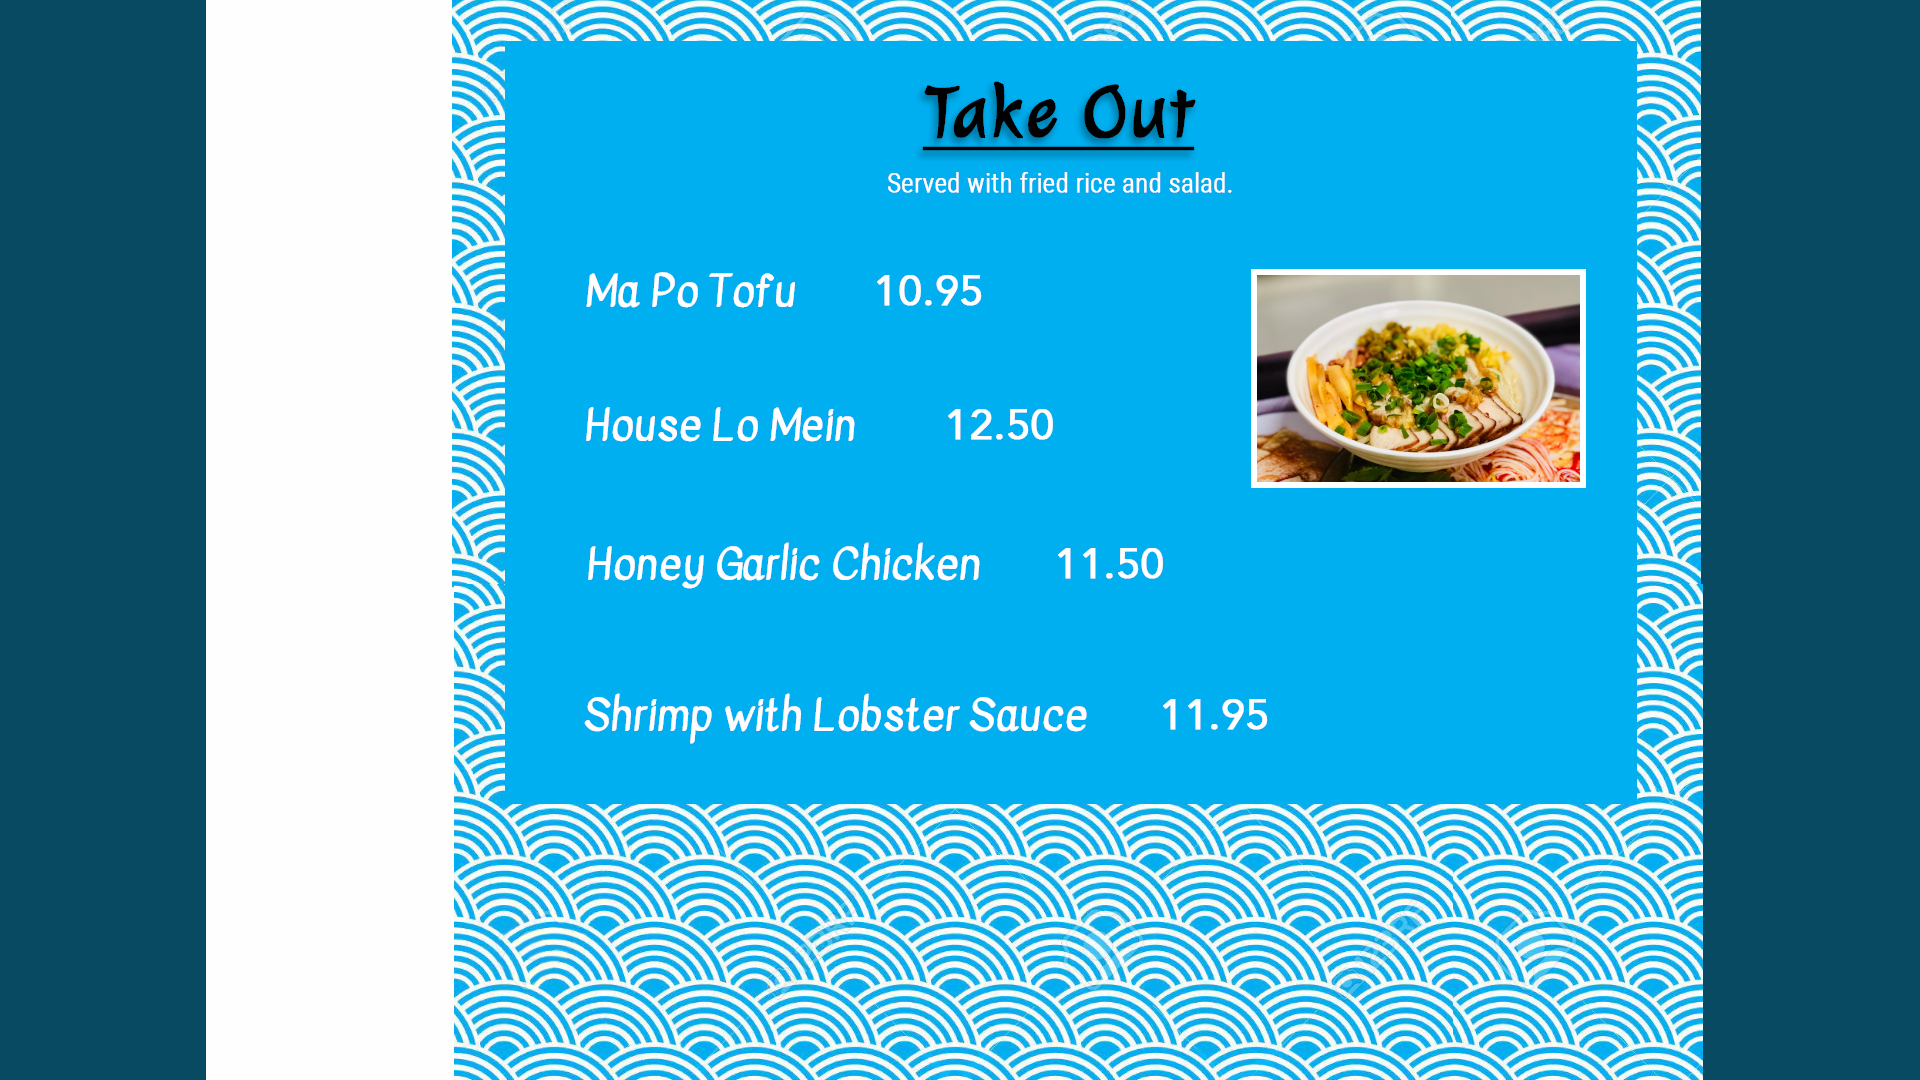 Take Out
Served with fried rice and salad.
Ma Po Tofu 10.95
House Lo Mein 12.50
Honey Garlic Chicken 11.50
Shrimp with Lobster Sauce 11.95